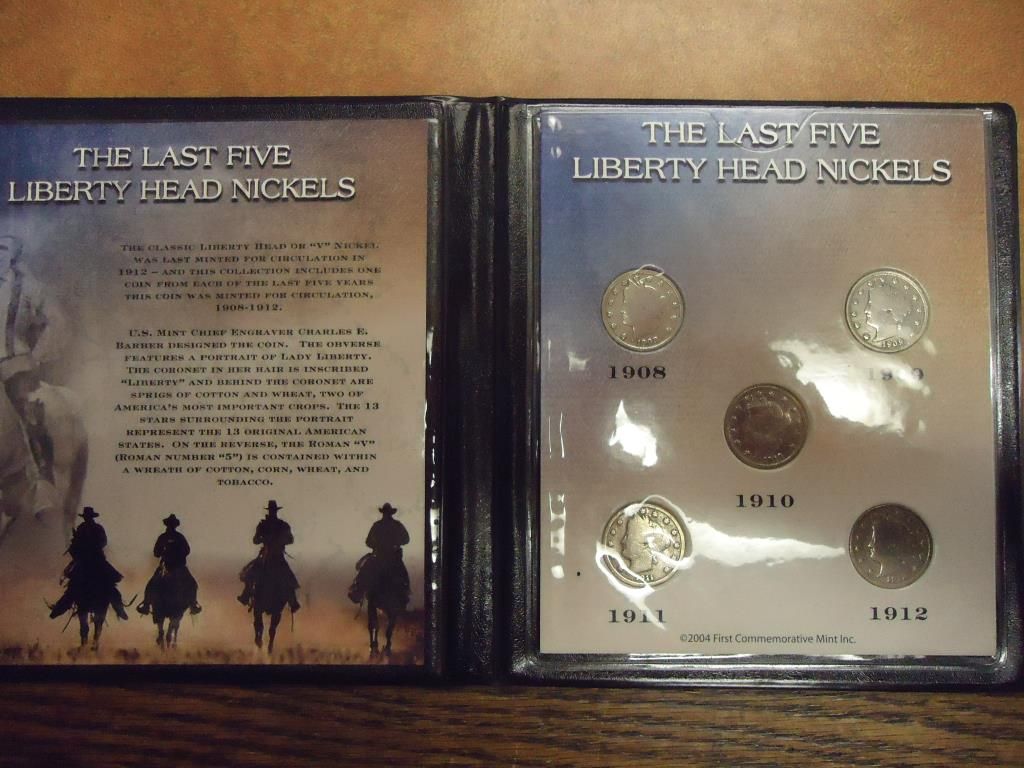 THE LAST FIVE
LIBERTY HEAD NICKELS
THE CLASSIC LIBERTY HEAD OR "V" NICKEL
WAS LAST MINTED FOR CIRCULATION IN
1912 – AND THIS COLLECTION INCLUDES ONE
COIN FROM EACH OF THE LAST FIVE YEARS
THIS COIN WAS MINTED FOR CIRCULATION,
1908-1912.
U.S. MINT CHIEF ENGRAVER CHARLES E.
BARBER DESIGNED THE COIN. THE OBVERSE
FEATURES A PORTRAIT OF LADY LIBERTY.
THE CORONET IN HER HAIR IS INSCRIBED
"LIBERTY" AND BEHIND THE CORONET ARE
SPRIGS OF COTTON AND WHEAT, TWO OF
AMERICA'S MOST IMPORTANT CROPS. THE 13
STARS SURROUNDING THE PORTRAIT
REPRESENT THE 13 ORIGINAL AMERICAN
STATES. ON THE REVERSE, THE ROMAN "V"
(ROMAN NUMBER "5") IS CONTAINED WITHIN
A WREATH OF COTTON, CORN, WHEAT, AND
TOBACCO.
THE LAST FIVE
LIBERTY HEAD NICKELS
1909
1908
1909
1910
1911
1912
©2004 First Commemorative Mint Inc.